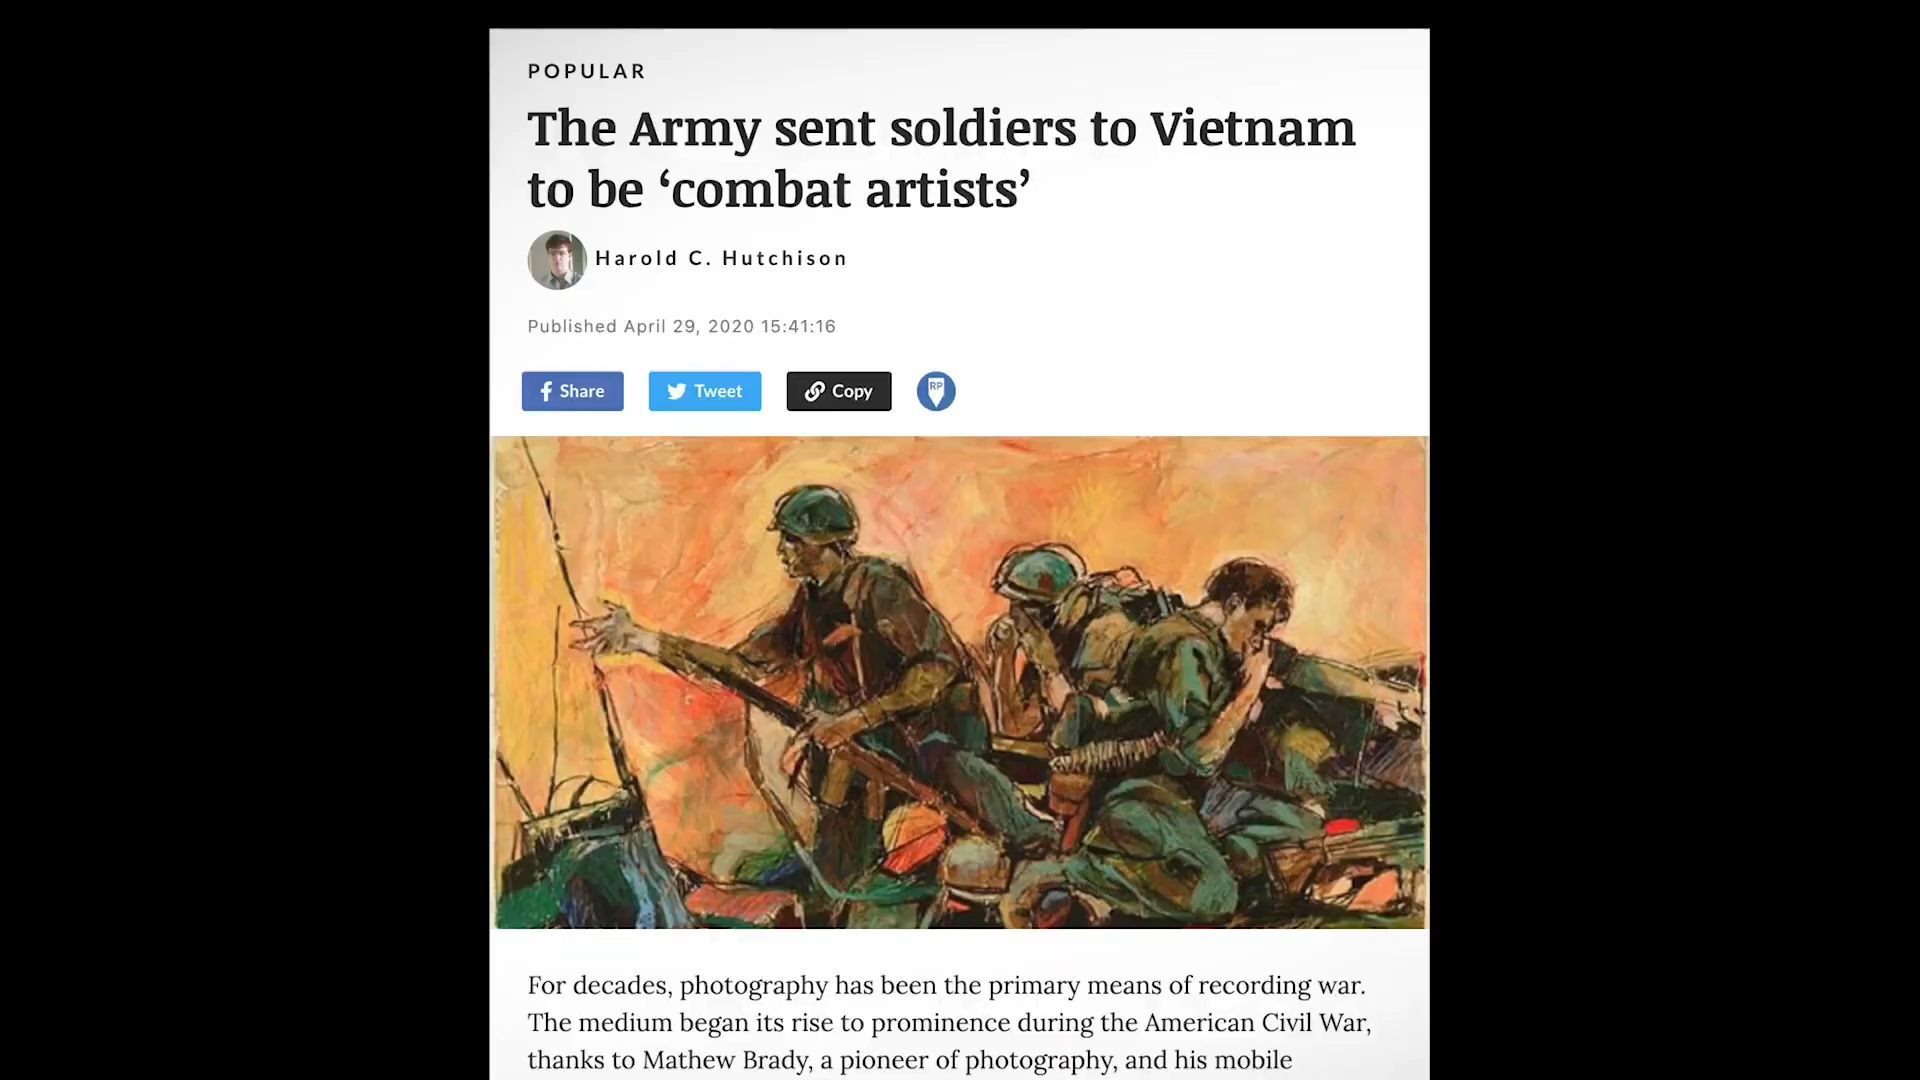 POPULAR
The Army sent soldiers to Vietnam
to be ‘combat artists’
Harold C. Hutchison
Published April 29, 2020 15:41:16
Share
Tweet
Copy
RP
For decades, photography has been the primary means of recording war.
The medium began its rise to prominence during the American Civil War,
thanks to Mathew Brady, a pioneer of photography, and his mobile